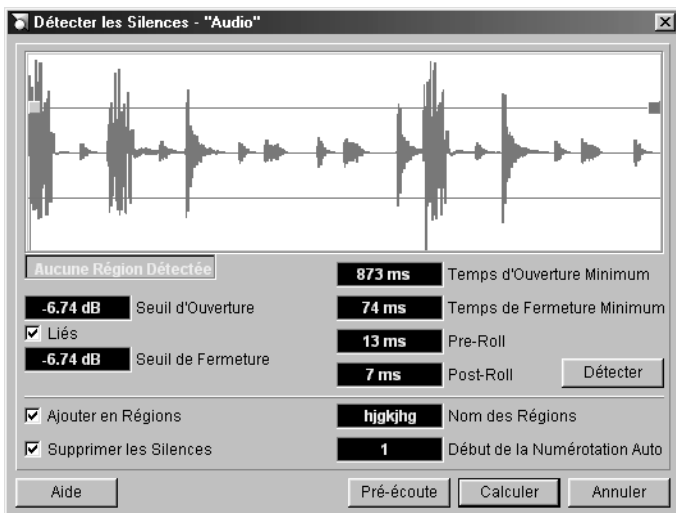 Détecter les Silences - "Audio"
Aucune Région Détectée
873 ms Temps d'Ouverture Minimum
-6.74 dB Seuil d'Ouverture
74 ms Temps de Fermeture Minimum
Liés
13 ms Pre-Roll
-6.74 dB Seuil de Fermeture
7 ms Post-Roll
Détecter
Ajouter en Régions
hjgkjhg Nom des Régions
Supprimer les Silences
1 Début de la Numérotation Auto
Aide
Pré-écoute
Calculer
Annuler